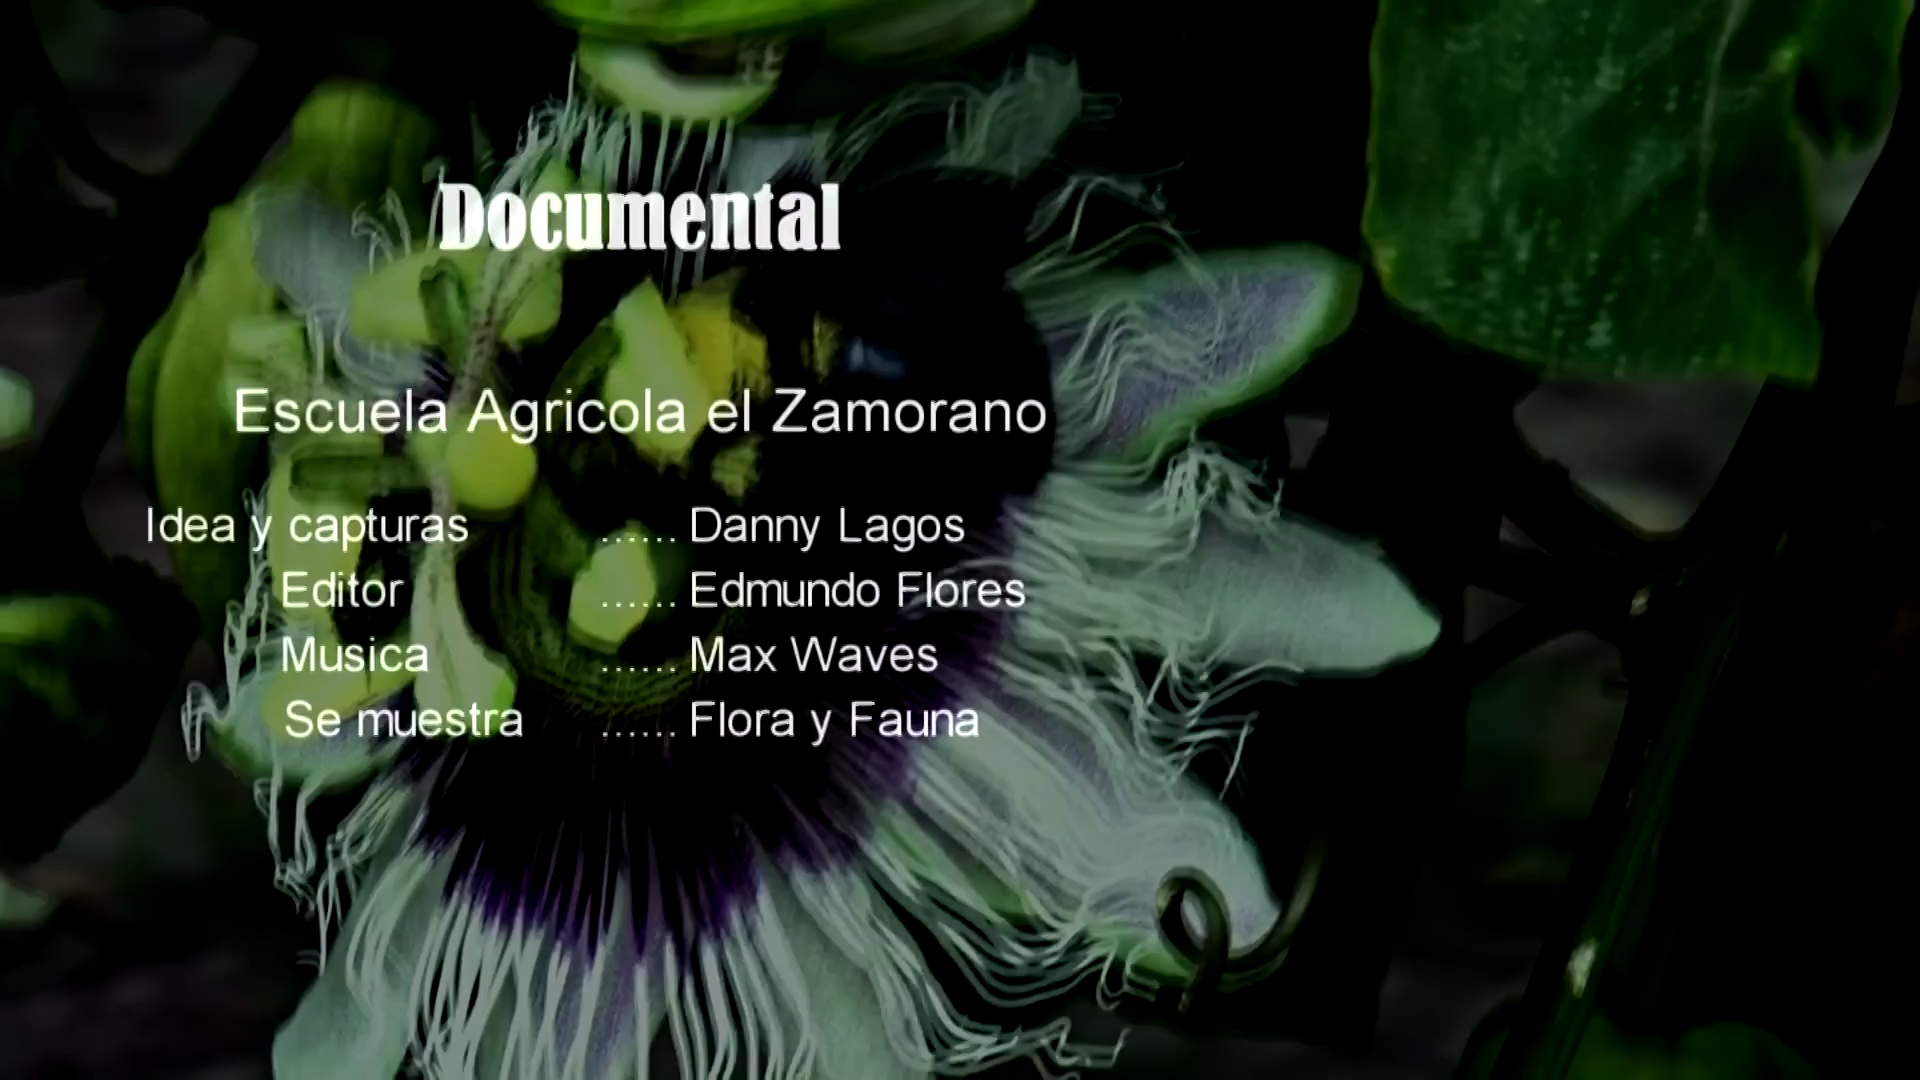 Documental
Escuela Agricola el Zamorano
Idea y capturas ...... Danny Lagos
Editor ...... Edmundo Flores
Musica ...... Max Waves
Se muestra ...... Flora y Fauna